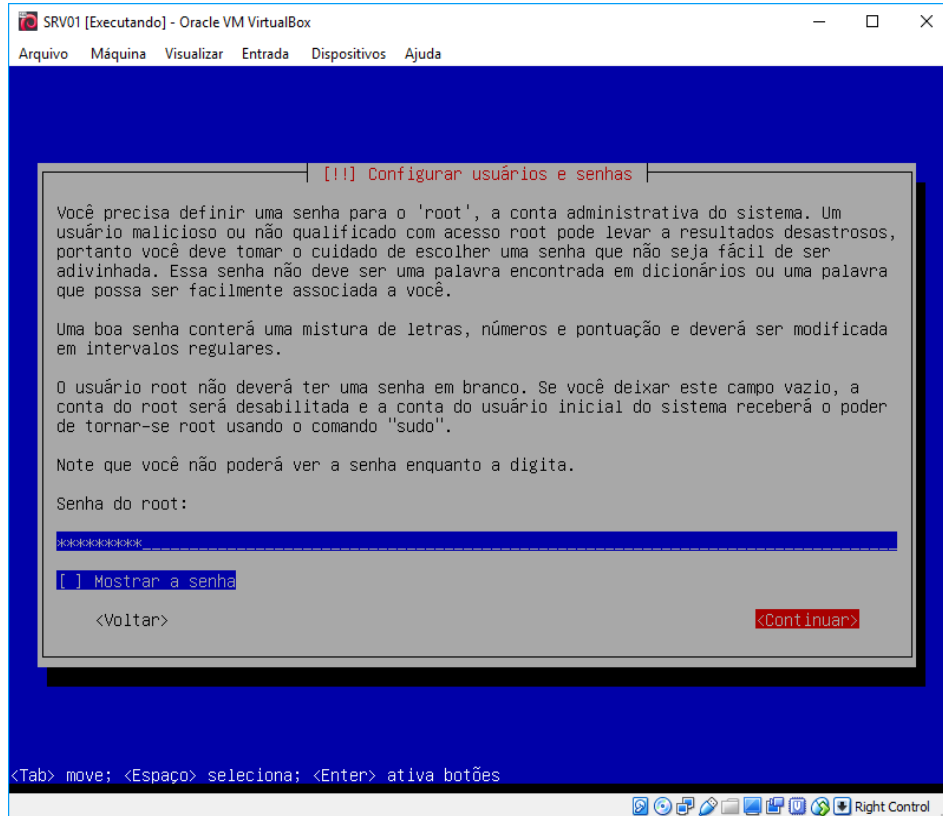 SRV01 [Executando] - Oracle VM VirtualBox
Arquivo Máquina Visualizar Entrada Dispositivos Ajuda
[!!] Configurar usuários e senhas
Você precisa definir uma senha para o 'root', a conta administrativa do sistema. Um
usuário malicioso ou não qualificado com acesso root pode levar a resultados desastrosos,
portanto você deve tomar o cuidado de escolher uma senha que não seja fácil de ser
adivinhada. Essa senha não deve ser uma palavra encontrada em dicionários ou uma palavra
que possa ser facilmente associada a você.
Uma boa senha conterá uma mistura de letras, números e pontuação e deverá ser modificada
em intervalos regulares.
O usuário root não deverá ter uma senha em branco. Se você deixar este campo vazio, a
conta do root será desabilitada e a conta do usuário inicial do sistema receberá o poder
de tornar-se root usando o comando "sudo".
Note que você não poderá ver a senha enquanto a digita.
Senha do root:
*********
[ ] Mostrar a senha
<Voltar> <Continuar>
<Tab> move; <Espaço> seleciona; <Enter> ativa botões
Right Control